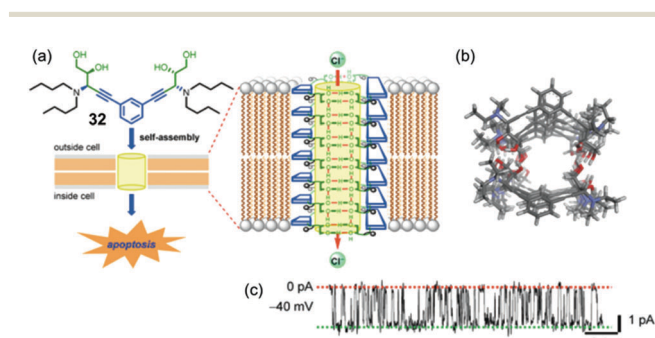 (a)
OH
OH
HO
OH
N
N
32
self-assembly
outside cell
inside cell
apoptosis
Cl⊖
Cl⊖
(b)
(c)
0 pA
−40 mV
1 pA